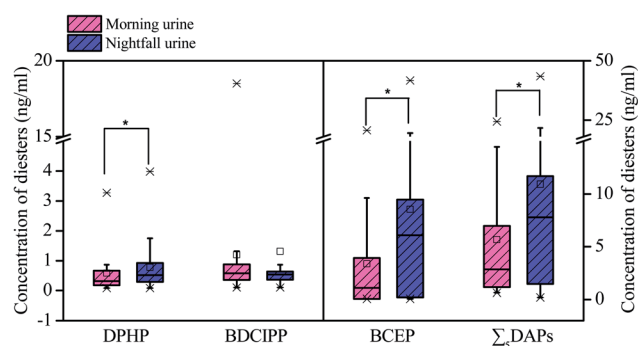 Morning urine
Nightfall urine
Concentration of diesters (ng/ml)
20
15
4
3
2
1
0
-1
*
*
*
50
25
10
5
0
Concentration of diesters (ng/ml)
DPHP
BDCIPP
BCEP
∑sDAPs